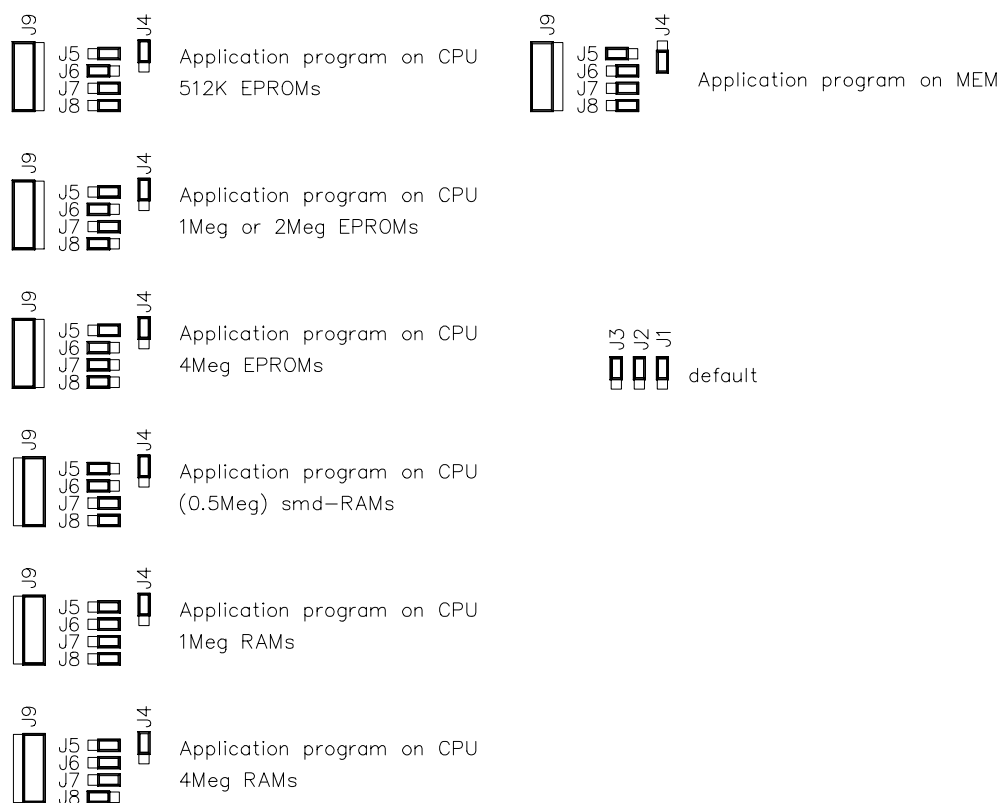 J9
J4
J5
J6
J7
J8
Application program on CPU
512K EPROMs
J9
J4
J5
J6
J7
J8
Application program on MEM
J9
J4
J5
J6
J7
J8
Application program on CPU
1Meg or 2Meg EPROMs
J9
J4
J5
J6
J7
J8
Application program on CPU
4Meg EPROMs
J3
J2
J1
default
J9
J4
J5
J6
J7
J8
Application program on CPU
(0.5Meg) smd-RAMs
J9
J4
J5
J6
J7
J8
Application program on CPU
1Meg RAMs
J9
J4
J5
J6
J7
J8
Application program on CPU
4Meg RAMs